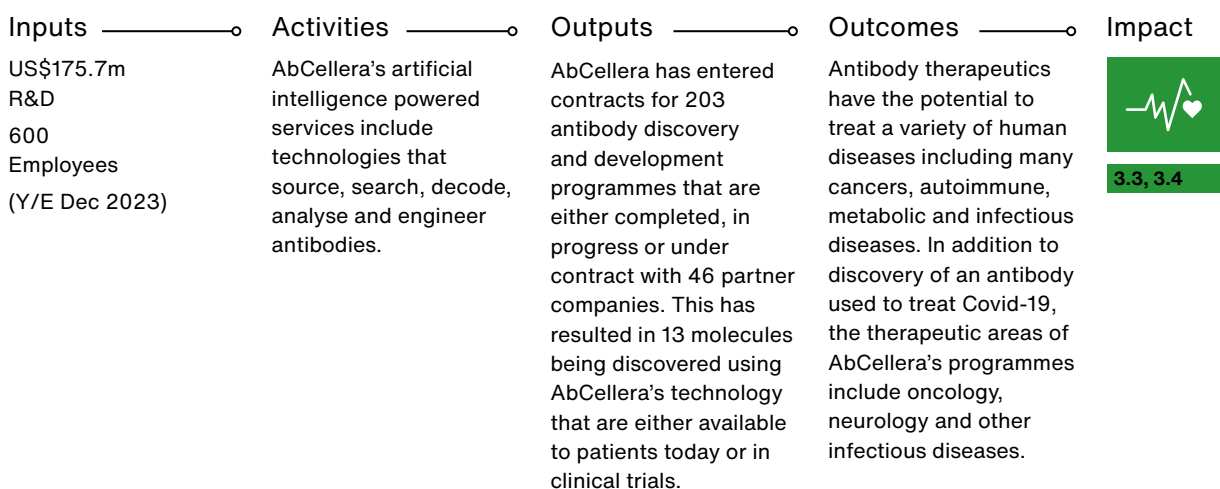 Inputs
US$175.7m
R&D
600
Employees
(Y/E Dec 2023)
Activities
AbCellera’s artificial
intelligence powered
services include
technologies that
source, search, decode,
analyse and engineer
antibodies.
Outputs
AbCellera has entered
contracts for 203
antibody discovery
and development
programmes that are
either completed, in
progress or under
contract with 46 partner
companies. This has
resulted in 13 molecules
being discovered using
AbCellera’s technology
that are either available
to patients today or in
clinical trials.
Outcomes
Antibody therapeutics
have the potential to
treat a variety of human
diseases including many
cancers, autoimmune,
metabolic and infectious
diseases. In addition to
discovery of an antibody
used to treat Covid-19,
the therapeutic areas of
AbCellera’s programmes
include oncology,
neurology and other
infectious diseases.
Impact
3.3, 3.4